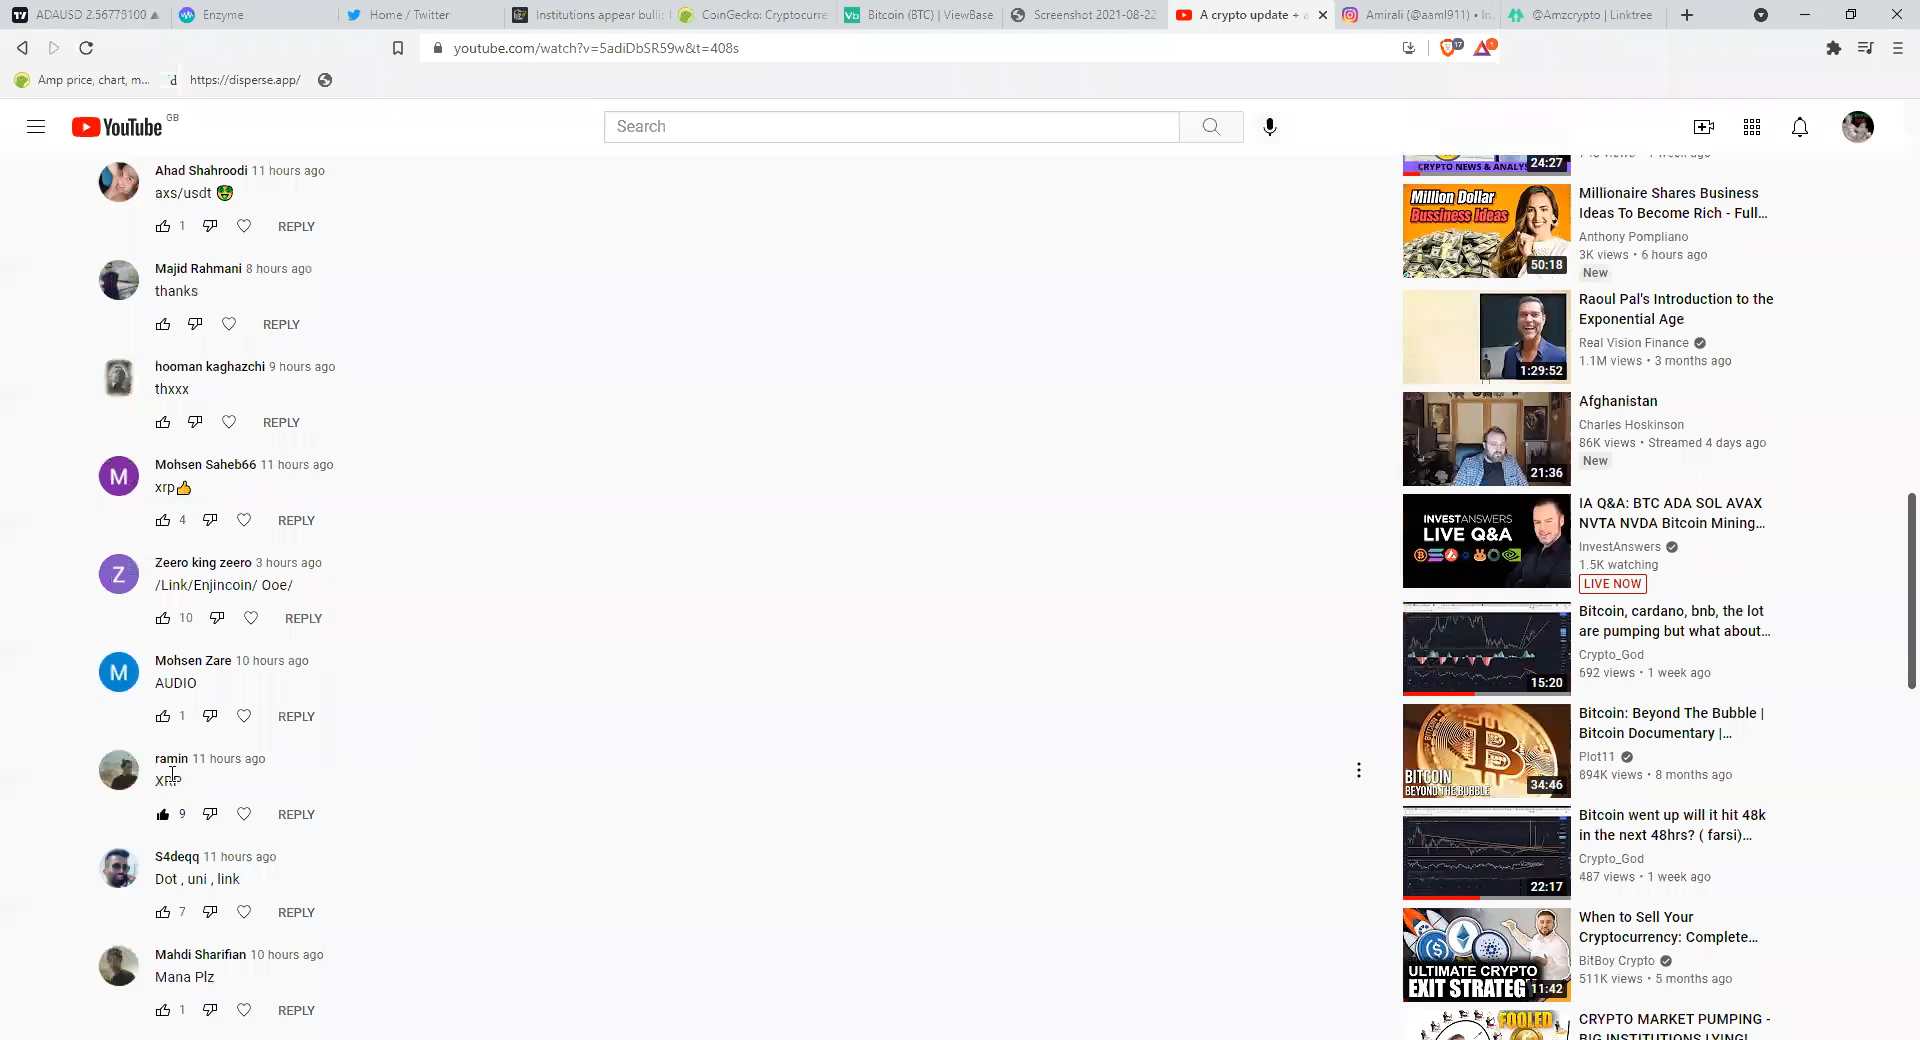 ADAUSD 2.56778100
Enzyme
Home / Twitter
Institutions appear bulli
CoinGecko: Cryptocurre
Vb Bitcoin (BTC) | ViewBase
Screenshot 2021-08-22
A crypto update + a
Amirali (@aaml911) • In
@Amzcrypto | Linktree
youtube.com/watch?v=5adiDbSR59w&t=408s
17
1
Amp price, chart, m...
d https://disperse.app/
YouTube GB
Search
Ahad Shahroodi 11 hours ago
axs/usdt 🤑
1 REPLY
Majid Rahmani 8 hours ago
thanks
REPLY
hooman kaghazchi 9 hours ago
thxxx
REPLY
M
Mohsen Saheb66 11 hours ago
xrp👍
4 REPLY
Z
Zeero king zeero 3 hours ago
/Link/Enjincoin/ Ooe/
10 REPLY
M
Mohsen Zare 10 hours ago
AUDIO
1 REPLY
ramin 11 hours ago
XRP
9 REPLY
S4deqq 11 hours ago
Dot , uni , link
7 REPLY
Mahdi Sharifian 10 hours ago
Mana Plz
1 REPLY
CRYPTO NEWS & ANALYS
24:27
Million Dollar
Bussiness Ideas
50:18
Millionaire Shares Business
Ideas To Become Rich - Full...
Anthony Pompliano
3K views • 6 hours ago
New
1:29:52
Raoul Pal's Introduction to the
Exponential Age
Real Vision Finance
1.1M views • 3 months ago
21:36
Afghanistan
Charles Hoskinson
86K views • Streamed 4 days ago
New
INVESTANSWERS
LIVE Q&A
IA Q&A: BTC ADA SOL AVAX
NVTA NVDA Bitcoin Mining...
InvestAnswers
1.5K watching
LIVE NOW
15:20
Bitcoin, cardano, bnb, the lot
are pumping but what about...
Crypto_God
692 views • 1 week ago
BITCOIN
BEYOND THE BUBBLE
34:46
Bitcoin: Beyond The Bubble |
Bitcoin Documentary |...
Plot11
894K views • 8 months ago
22:17
Bitcoin went up will it hit 48k
in the next 48hrs? ( farsi)...
Crypto_God
487 views • 1 week ago
ULTIMATE CRYPTO
EXIT STRATEG
11:42
When to Sell Your
Cryptocurrency: Complete...
BitBoy Crypto
511K views • 5 months ago
FOOLED
CRYPTO MARKET PUMPING -
BIG INSTITUTIONS LYING!